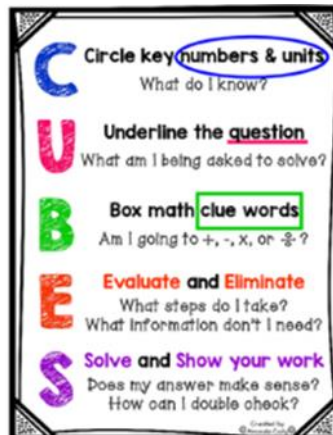 C
Circle key numbers & units
What do I know?
U
Underline the question
What am I being asked to solve?
B
Box math clue words
Am I going to +, -, x, or ÷?
E
Evaluate and Eliminate
What steps do I take?
What information don't I need?
S
Solve and Show your work
Does my answer make sense?
How can I double check?
Created by